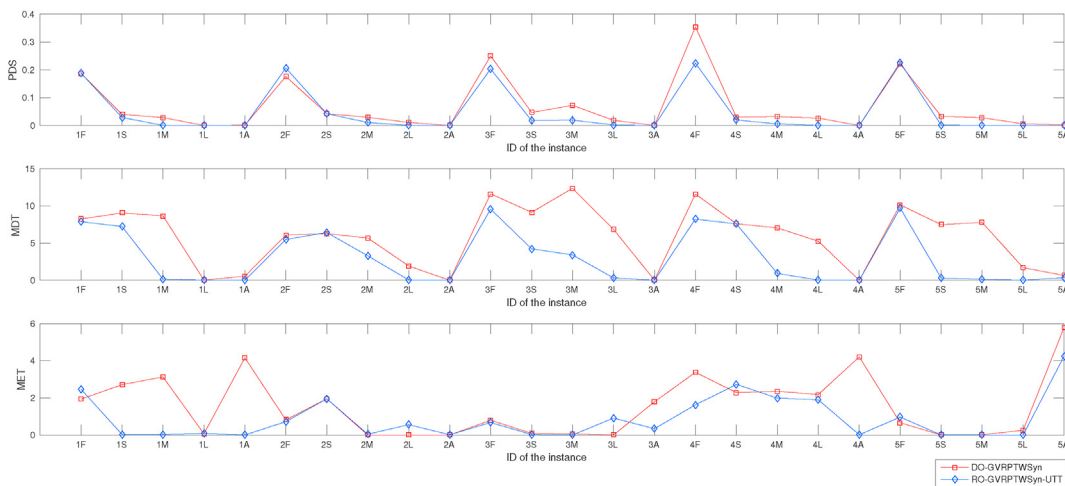 0.4
0.3
0.2
0.1
0
PDS
1F 1S 1M 1L 1A 2F 2S 2M 2L 2A 3F 3S 3M 3L 3A 4F 4S 4M 4L 4A 5F 5S 5M 5L 5A
ID of the instance
15
10
5
0
MDT
1F 1S 1M 1L 1A 2F 2S 2M 2L 2A 3F 3S 3M 3L 3A 4F 4S 4M 4L 4A 5F 5S 5M 5L 5A
ID of the instance
6
4
2
0
MET
1F 1S 1M 1L 1A 2F 2S 2M 2L 2A 3F 3S 3M 3L 3A 4F 4S 4M 4L 4A 5F 5S 5M 5L 5A
ID of the instance
DO-GVRPTWSyn
RO-GVRPTWSyn-UTT